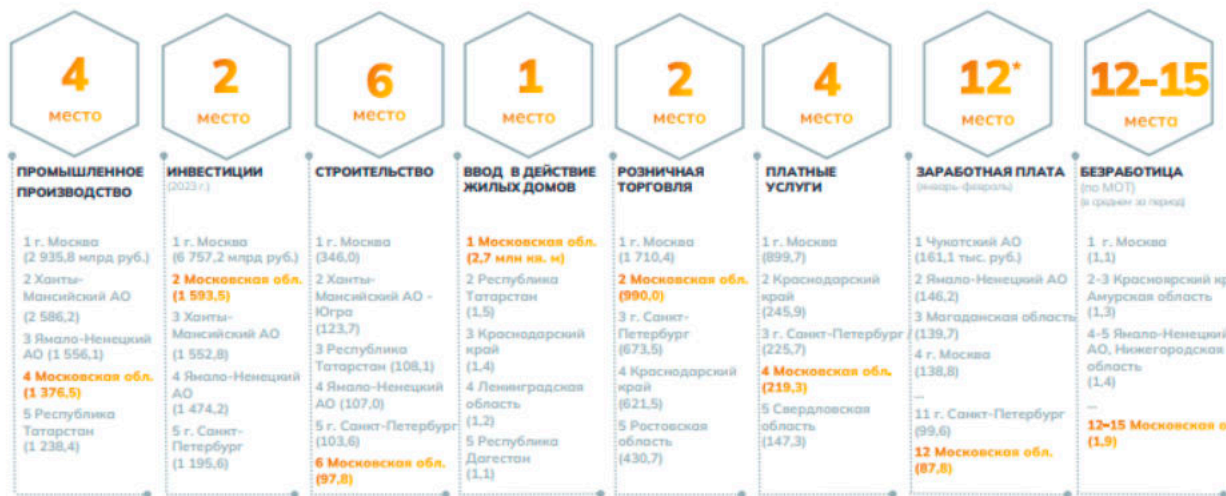 4
место
ПРОМЫШЛЕННОЕ
ПРОИЗВОДСТВО
1 г. Москва
(2 935,8 млрд руб.)
2 Ханты-
Мансийский АО
(2 586,2)
3 Ямало-Ненецкий
АО (1 556,1)
4 Московская обл.
(1 376,5)
5 Республика
Татарстан
(1 238,4)
2
место
ИНВЕСТИЦИИ
(2023 г.)
1 г. Москва
(6 757,2 млрд руб.)
2 Московская обл.
(1 593,5)
3 Ханты-
Мансийский АО
(1 552,8)
4 Ямало-Ненецкий
АО
(1 474,2)
5 г. Санкт-
Петербург
(1 195,6)
6
место
СТРОИТЕЛЬСТВО
1 г. Москва
(346,0)
2 Ханты-
Мансийский АО -
Югра
(123,7)
3 Республика
Татарстан (108,1)
4 Ямало-Ненецкий
АО (107,0)
5 г. Санкт-Петербург
(103,6)
6 Московская обл.
(97,8)
1
место
ВВОД В ДЕЙСТВИЕ
ЖИЛЫХ ДОМОВ
1 Московская обл.
(2,7 млн кв. м)
2 Республика
Татарстан
(1,5)
3 Краснодарский
край
(1,4)
4 Ленинградская
область
(1,2)
5 Республика
Дагестан
(1,1)
2
место
РОЗНИЧНАЯ
ТОРГОВЛЯ
1 г. Москва
(1 710,4)
2 Московская обл.
(990,0)
3 г. Санкт-
Петербург
(673,5)
4 Краснодарский
край
(621,5)
5 Ростовская
область
(430,7)
4
место
ПЛАТНЫЕ
УСЛУГИ
1 г. Москва
(899,7)
2 Краснодарский
край
(245,9)
3 г. Санкт-Петербург
(225,7)
4 Московская обл.
(219,3)
5 Свердловская
область
(147,3)
12*
место
ЗАРАБОТНАЯ ПЛАТА
(январь-февраль)
1 Чукотский АО
(161,1 тыс. руб.)
2 Ямало-Ненецкий АО
(146,2)
3 Магаданская область
(139,7)
4 г. Москва
(138,8)
...
11 г. Санкт-Петербург
(99,6)
12 Московская обл.
(87,8)
12-15
места
БЕЗРАБОТИЦА
(по МОТ)
(в среднем за период)
1 г. Москва
(1,1)
2-3 Красноярский кр
Амурская область
(1,3)
4-5 Ямало-Ненецкий
АО, Нижегородская
область
(1,4)
...
12-15 Московская о
(1,9)